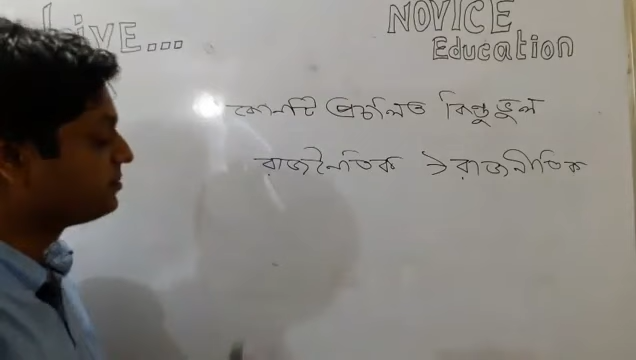 Live...
NOVICE
Education
কোনটি প্রচলিত কিন্তু ভুল
রাজনৈতিক > রাজনীতিক